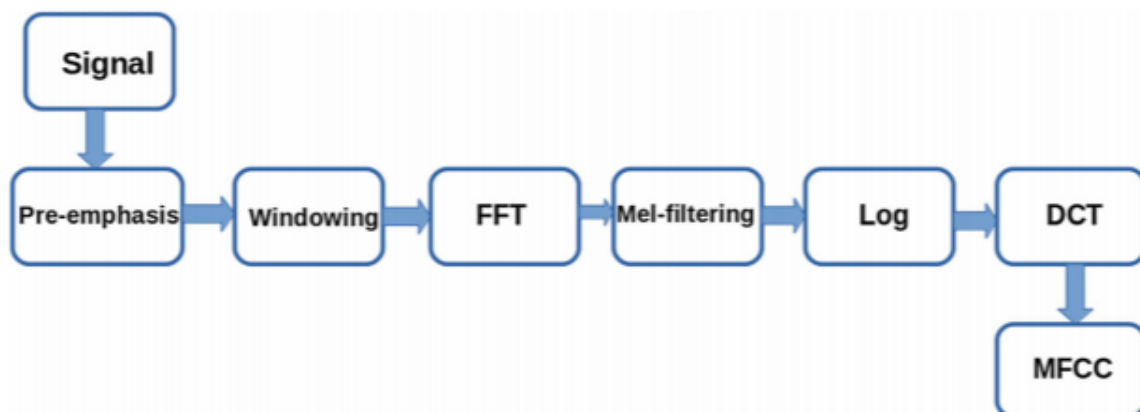 Signal
Pre-emphasis
Windowing
FFT
Mel-filtering
Log
DCT
MFCC